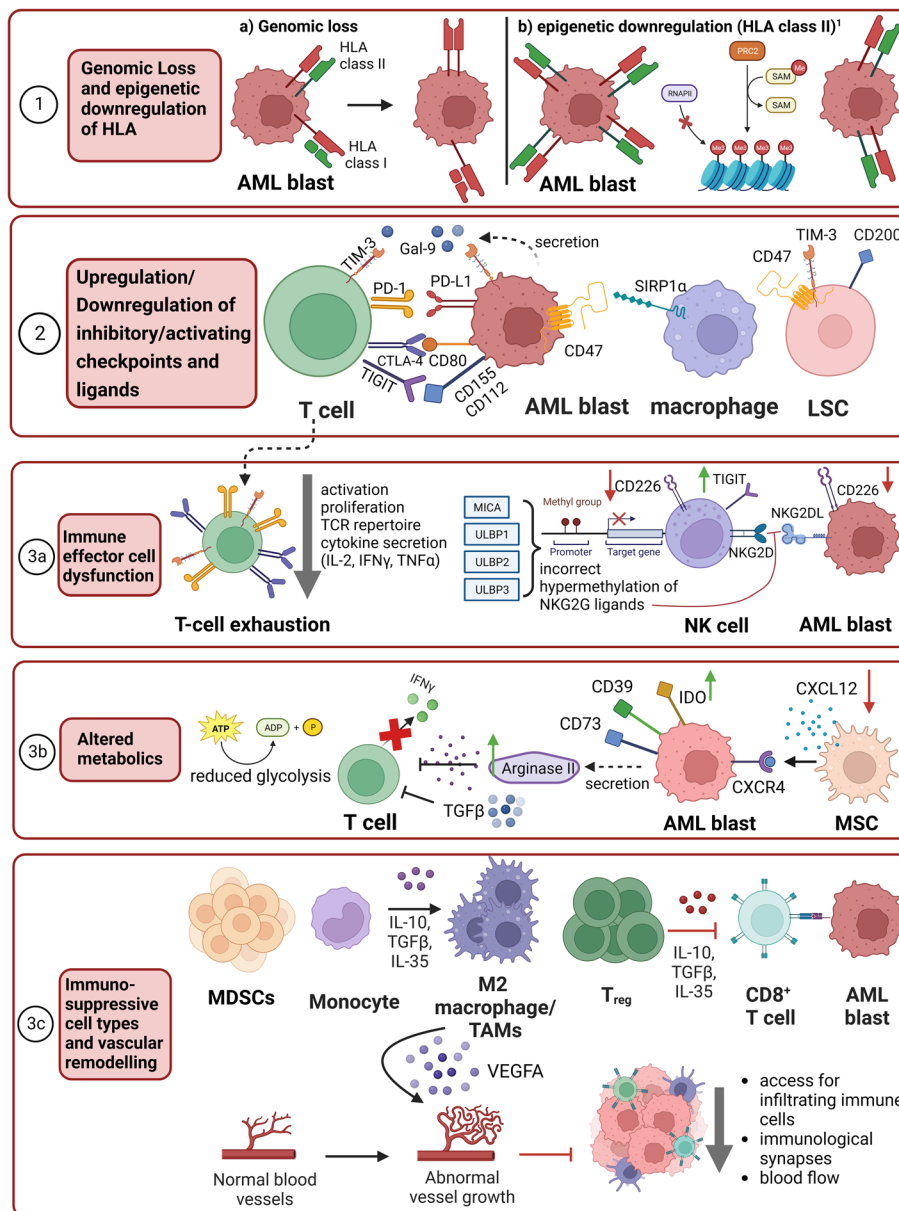 1
Genomic Loss
and epigenetic
downregulation
of HLA
a) Genomic loss
HLA
class II
HLA
class I
AML blast
b) epigenetic downregulation (HLA class II)¹
PRC2
Me
SAM
SAM
RNAPII
Me3 Me3 Me3 Me3
AML blast
2
Upregulation/
Downregulation of
inhibitory/activating
checkpoints and
ligands
TIM-3
Gal-9
secretion
PD-1
PD-L1
CTLA-4
CD80
TIGIT
CD155
CD112
CD47
SIRP1α
TIM-3
CD200
CD47
T cell
AML blast
macrophage
LSC
3a
Immune
effector cell
dysfunction
activation
proliferation
TCR repertoire
cytokine secretion
(IL-2, IFNγ, TNFα)
T-cell exhaustion
MICA
ULBP1
ULBP2
ULBP3
Methyl group
Promoter
Target gene
incorrect
hypermethylation of
NKG2G ligands
CD226
TIGIT
NKG2D
NKG2DL
CD226
NK cell
AML blast
3b
Altered
metabolics
ATP
ADP
+
P
reduced glycolysis
IFNγ
T cell
TGFβ
Arginase II
secretion
CD39
CD73
IDO
CXCR4
CXCL12
AML blast
MSC
3c
Immuno-
suppressive
cell types
and vascular
remodelling
MDSCs
Monocyte
IL-10,
TGFβ,
IL-35
M2
macrophage/
TAMs
Treg
IL-10,
TGFβ,
IL-35
CD8⁺
T cell
AML
blast
VEGFA
Normal blood
vessels
Abnormal
vessel growth
• access for
infiltrating immune
cells
• immunological
synapses
• blood flow